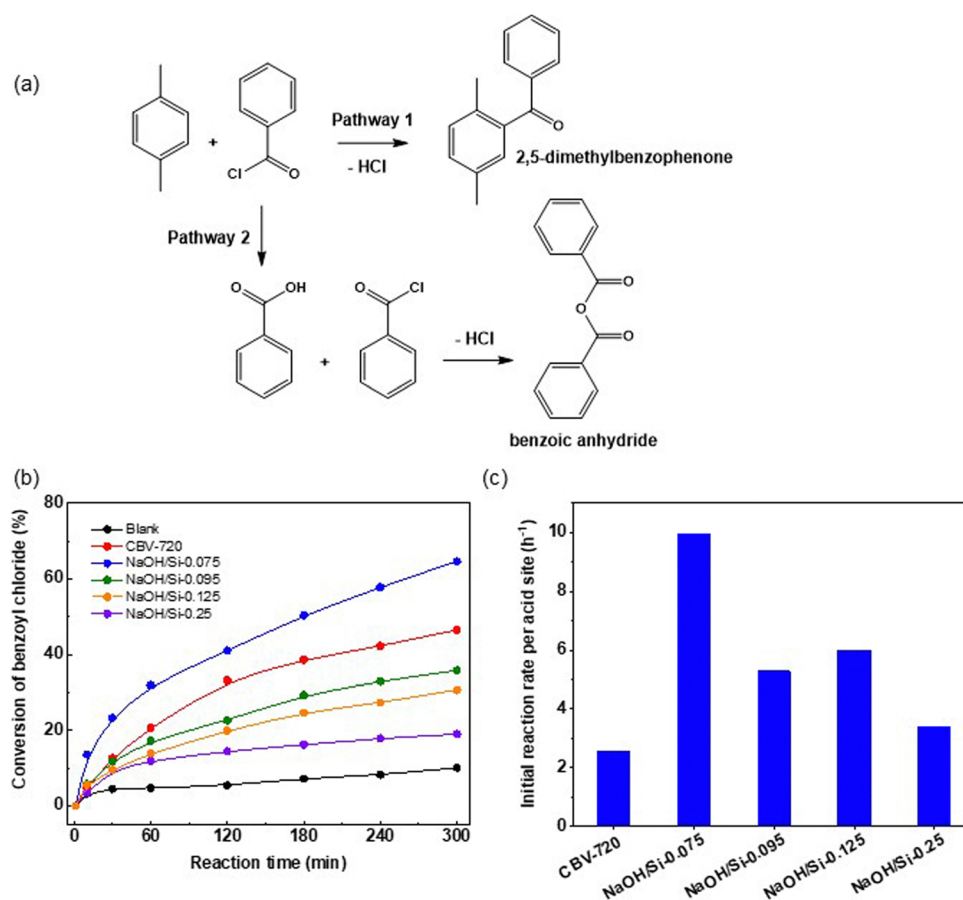 (a)
Cl
O
+
Pathway 1
- HCl
O
2,5-dimethylbenzophenone
Pathway 2
O
OH
+
O
Cl
- HCl
O
O
O
benzoic anhydride
(b)
Conversion of benzoyl chloride (%)
80
60
40
20
0
Blank
CBV-720
NaOH/Si-0.075
NaOH/Si-0.095
NaOH/Si-0.125
NaOH/Si-0.25
0 60 120 180 240 300
Reaction time (min)
(c)
Initial reaction rate per acid site (h-1)
10
8
6
4
2
0
CBV-720
NaOH/Si-0.075
NaOH/Si-0.095
NaOH/Si-0.125
NaOH/Si-0.25